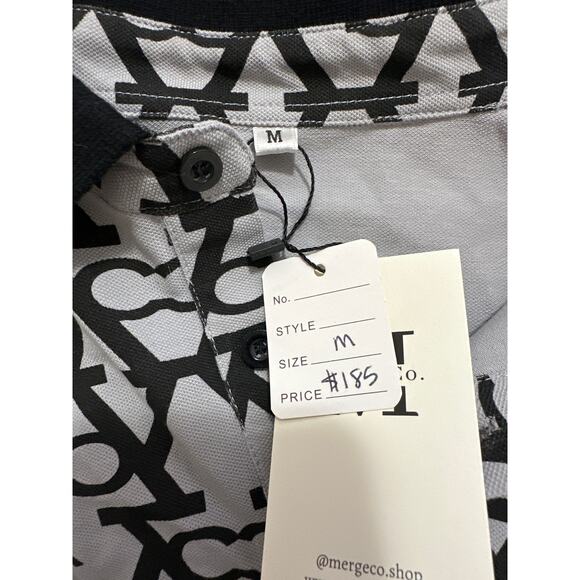 M
No.
STYLE
SIZE M
PRICE $185
Co.
@mergeco.shop